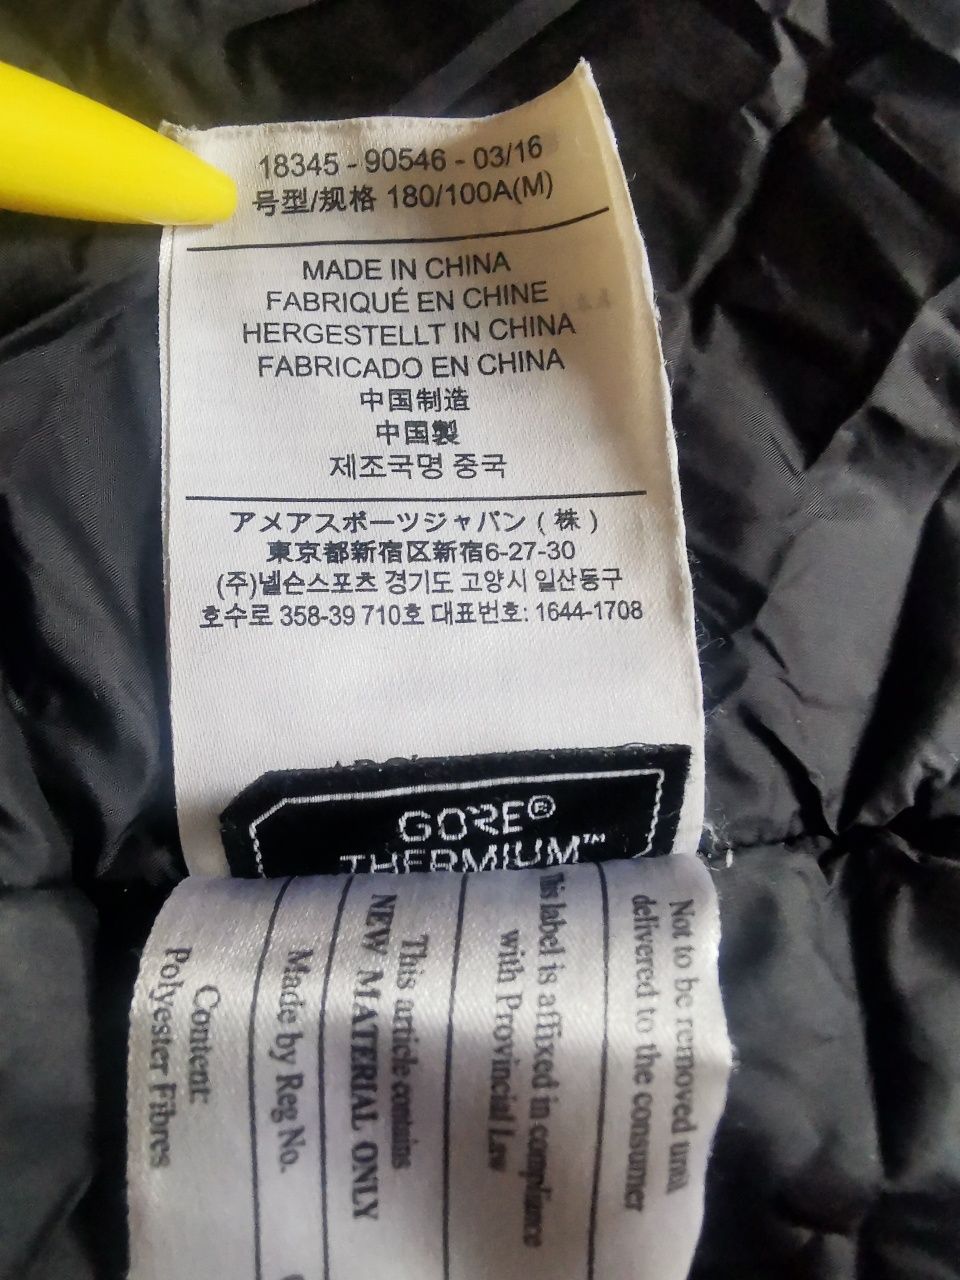 18345 - 90546 - 03/16
号型/规格 180/100A(M)
MADE IN CHINA
FABRIQUÉ EN CHINE
HERGESTELLT IN CHINA
FABRICADO EN CHINA
中国制造
中国製
제조국명 중국
アメアスポーツジャパン ( 株 )
東京都新宿区新宿6-27-30
(주)넬슨스포츠 경기도 고양시 일산동구
호수로 358-39 710호 대표번호: 1644-1708
GORE®
THERMIUM™
Not to be removed until
delivered to the consumer
This label is affixed in compliance
with Provincial Law
This article contains
NEW MATERIAL ONLY
Made by Reg No.
Content:
Polyester Fibres